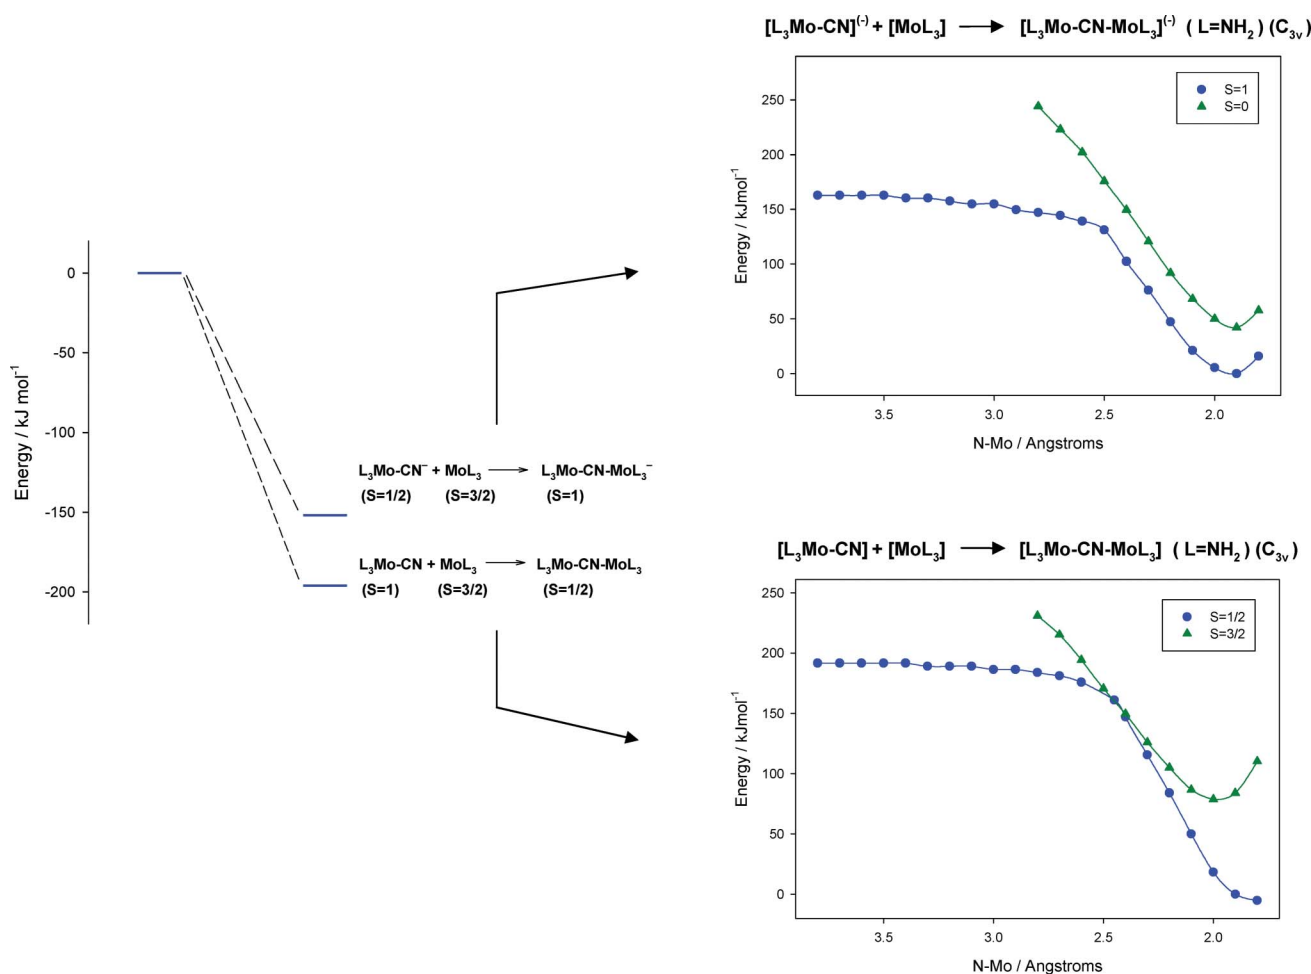 Energy / kJ mol⁻¹
0
-50
-100
-150
-200
L₃Mo-CN⁻ + MoL₃ ⟶ L₃Mo-CN-MoL₃⁻
(S=1/2) (S=3/2) (S=1)
L₃Mo-CN + MoL₃ ⟶ L₃Mo-CN-MoL₃
(S=1) (S=3/2) (S=1/2)
[L₃Mo-CN]⁽⁻⁾ + [MoL₃] ⟶ [L₃Mo-CN-MoL₃]⁽⁻⁾ ( L=NH₂ ) (C₃ᵥ)
S=1
S=0
Energy / kJmol⁻¹
250
200
150
100
50
0
3.5 3.0 2.5 2.0
N-Mo / Angstroms
[L₃Mo-CN] + [MoL₃] ⟶ [L₃Mo-CN-MoL₃] ( L=NH₂ ) (C₃ᵥ)
S=1/2
S=3/2
Energy / kJmol⁻¹
250
200
150
100
50
0
3.5 3.0 2.5 2.0
N-Mo / Angstroms